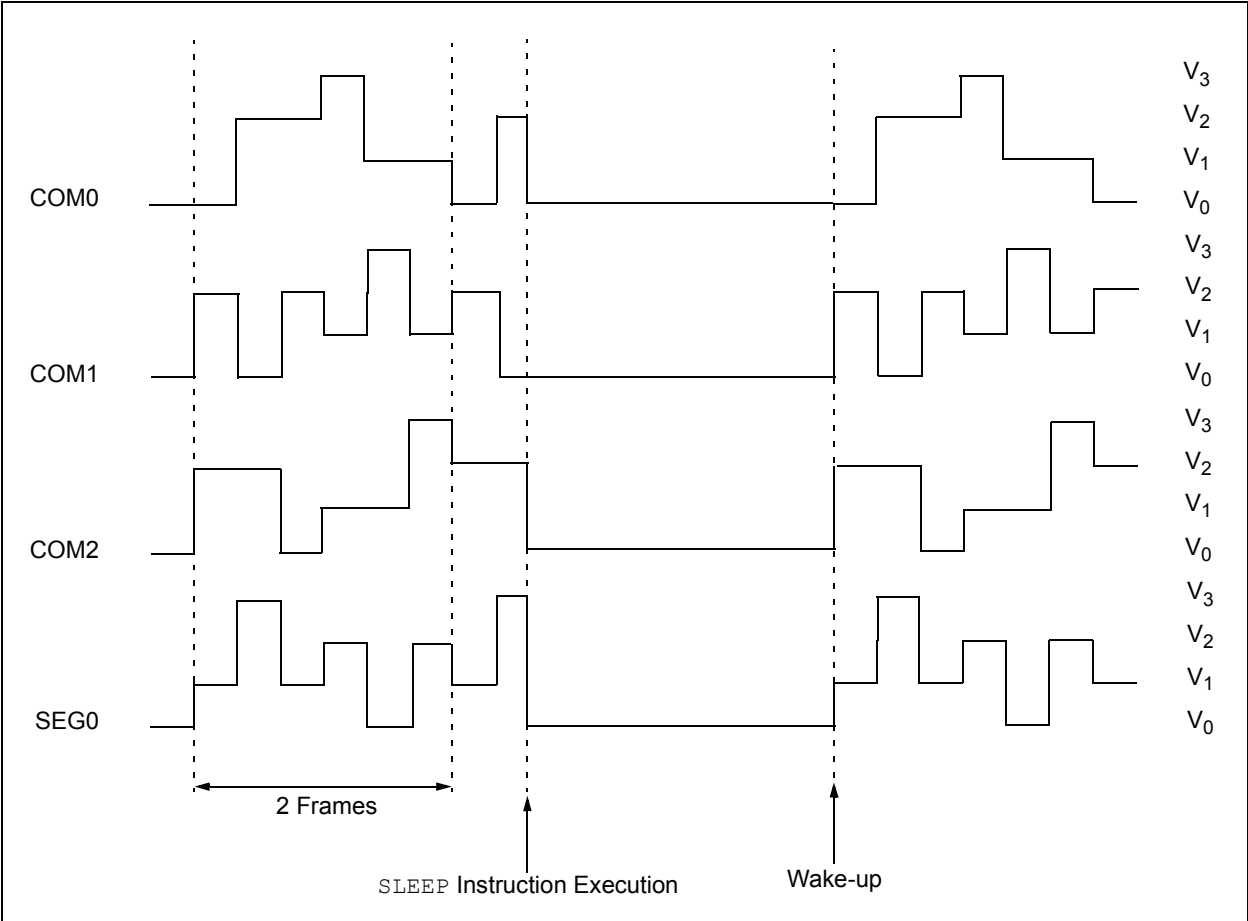 V3
V2
V1
COM0
V0
V3
V2
V1
COM1
V0
V3
V2
V1
COM2
V0
V3
V2
V1
SEG0
V0
2 Frames
SLEEP Instruction Execution
Wake-up